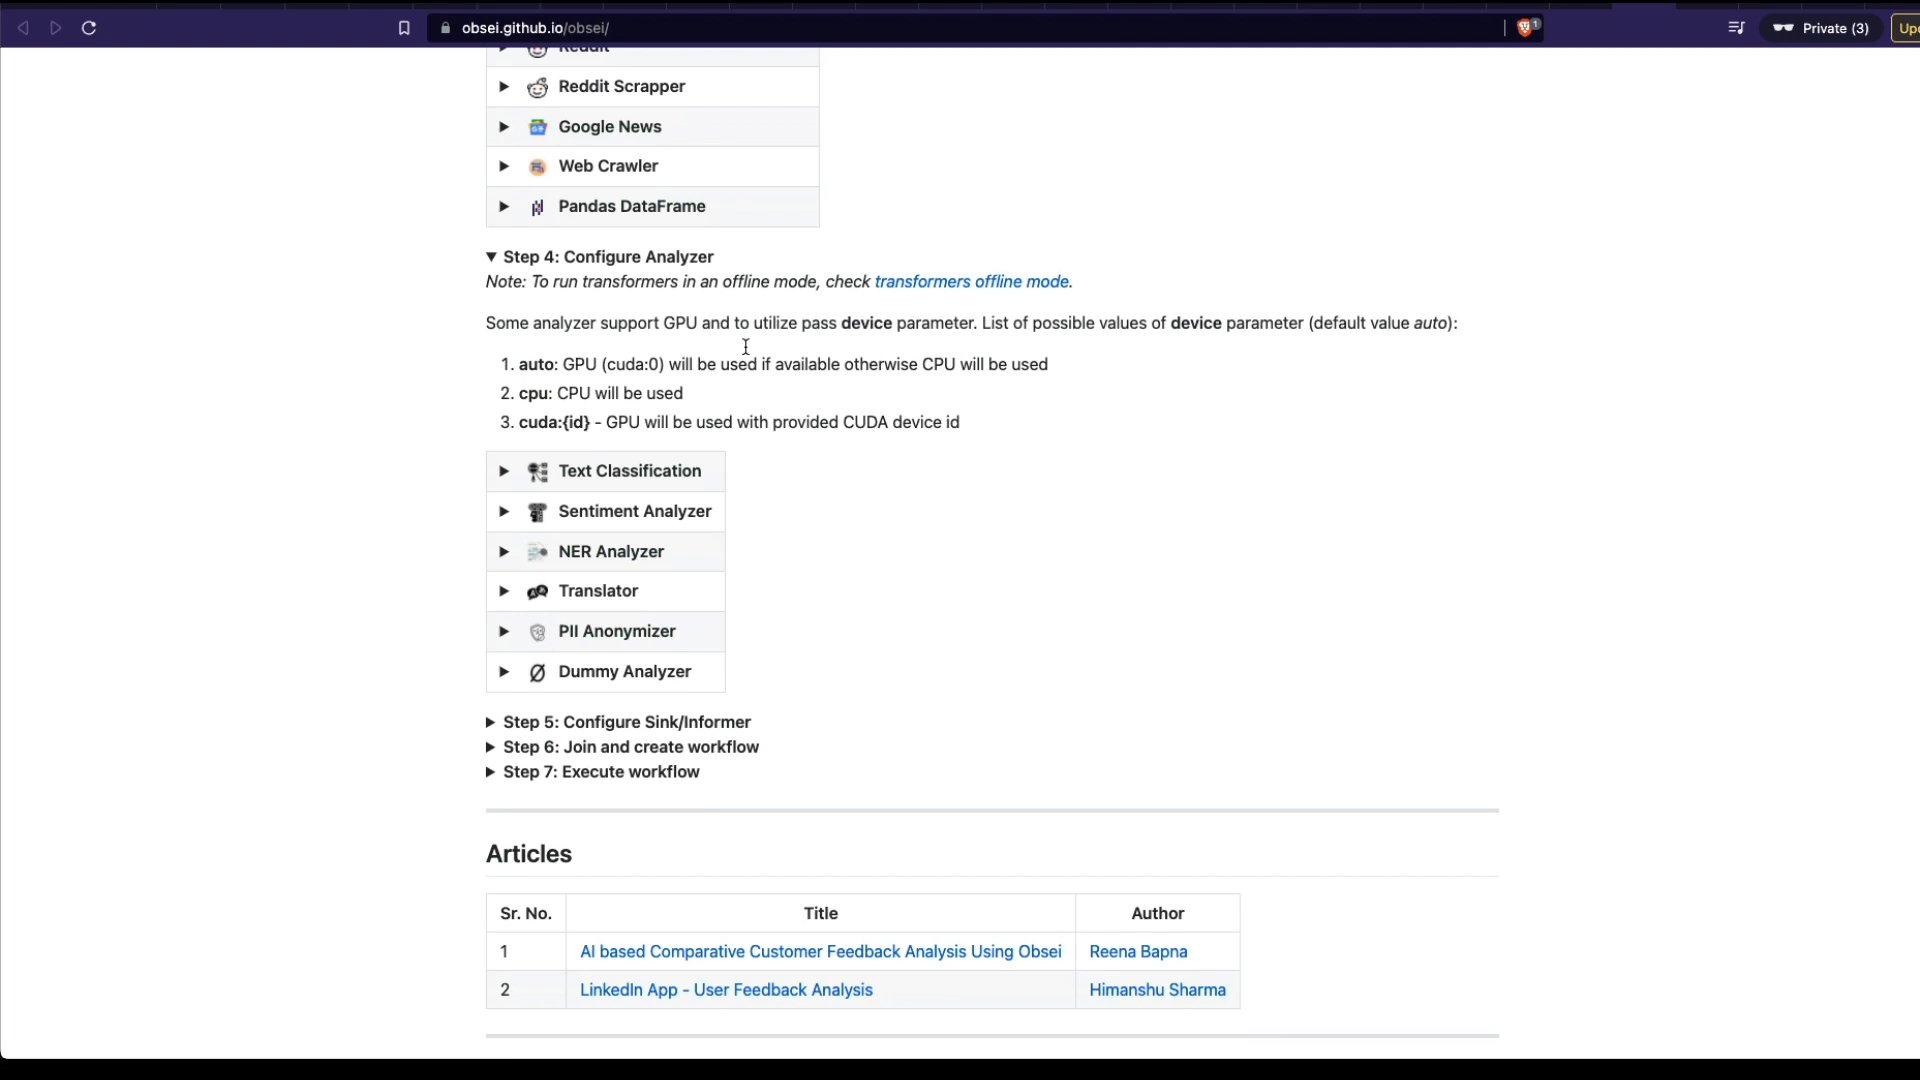 obsei.github.io/obsei/
1
Private (3)
Reddit
Reddit Scrapper
Google News
Web Crawler
Pandas DataFrame
Step 4: Configure Analyzer
Note: To run transformers in an offline mode, check transformers offline mode.
Some analyzer support GPU and to utilize pass device parameter. List of possible values of device parameter (default value auto):
1. auto: GPU (cuda:0) will be used if available otherwise CPU will be used
2. cpu: CPU will be used
3. cuda:{id} - GPU will be used with provided CUDA device id
Text Classification
Sentiment Analyzer
NER Analyzer
Translator
PII Anonymizer
Dummy Analyzer
Step 5: Configure Sink/Informer
Step 6: Join and create workflow
Step 7: Execute workflow
Articles
Sr. No. Title Author
1 AI based Comparative Customer Feedback Analysis Using Obsei Reena Bapna
2 LinkedIn App - User Feedback Analysis Himanshu Sharma